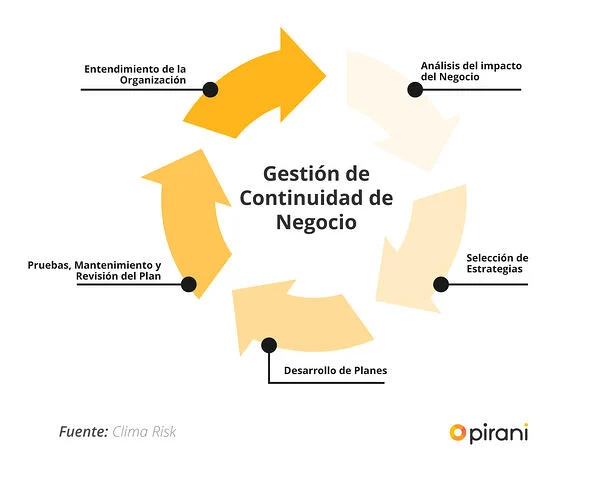 Entendimiento de la
Organización
Análisis del impacto
del Negocio
Gestión de
Continuidad de
Negocio
Pruebas, Mantenimiento y
Revisión del Plan
Selección de
Estrategias
Desarrollo de Planes
Fuente: Clima Risk
pirani